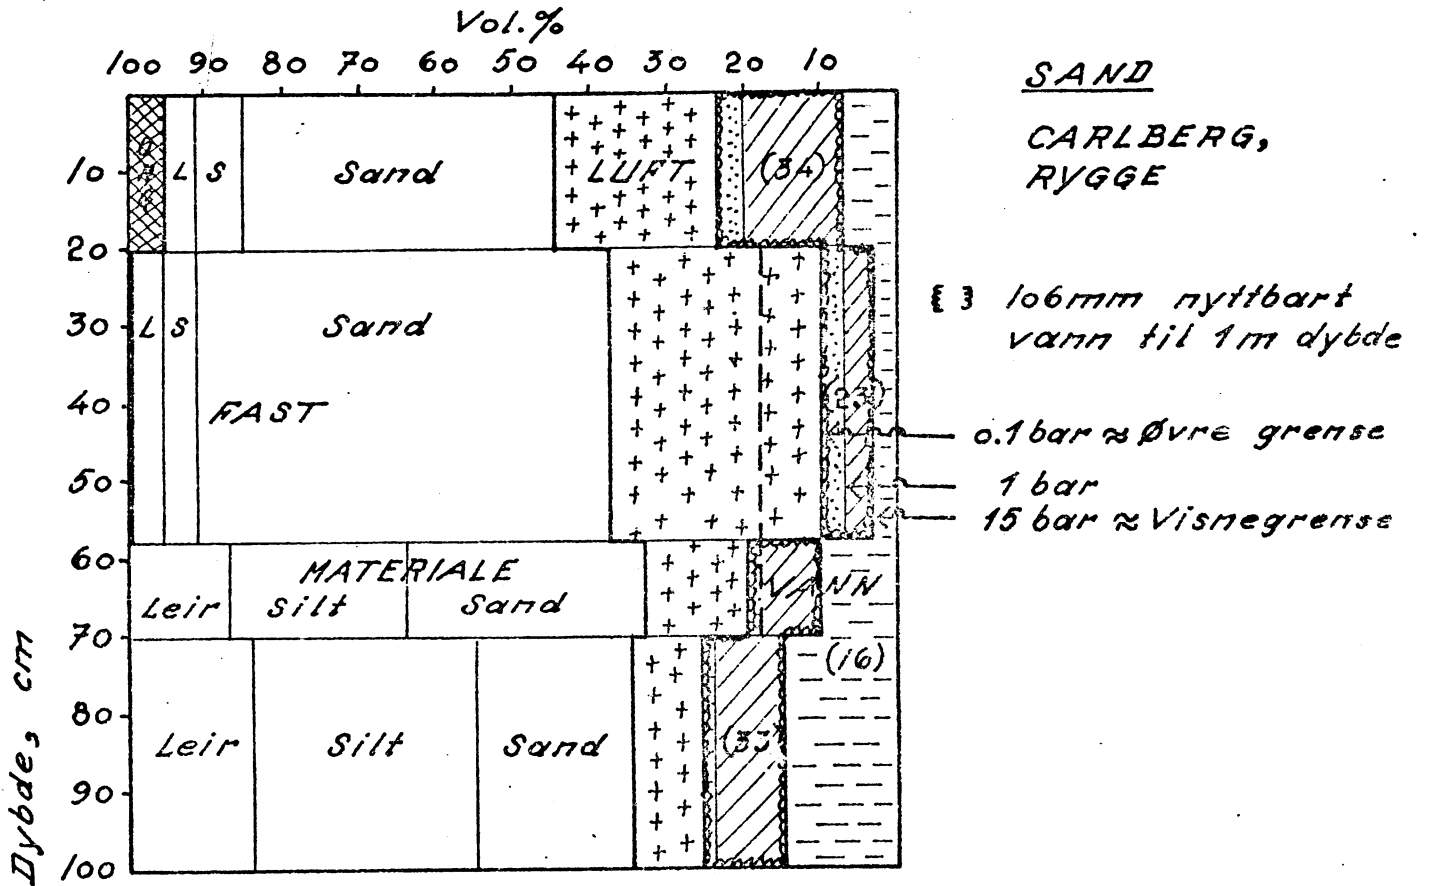 Vol.%
100 90 80 70 60 50 40 30 20 10
SAND
CARLBERG,
RYGGE
10
L S Sand LUFT (34)
20
106mm nyttbart
vann til 1m dybde
30
L S Sand
40
FAST
(23)
0.1bar ≈ Øvre grense
50
1 bar
15 bar ≈ Visnegrense
60
MATERIALE
VANN
Leir Silt Sand
70
(16)
80
Leir Silt Sand (33)
90
100
Dybde, cm